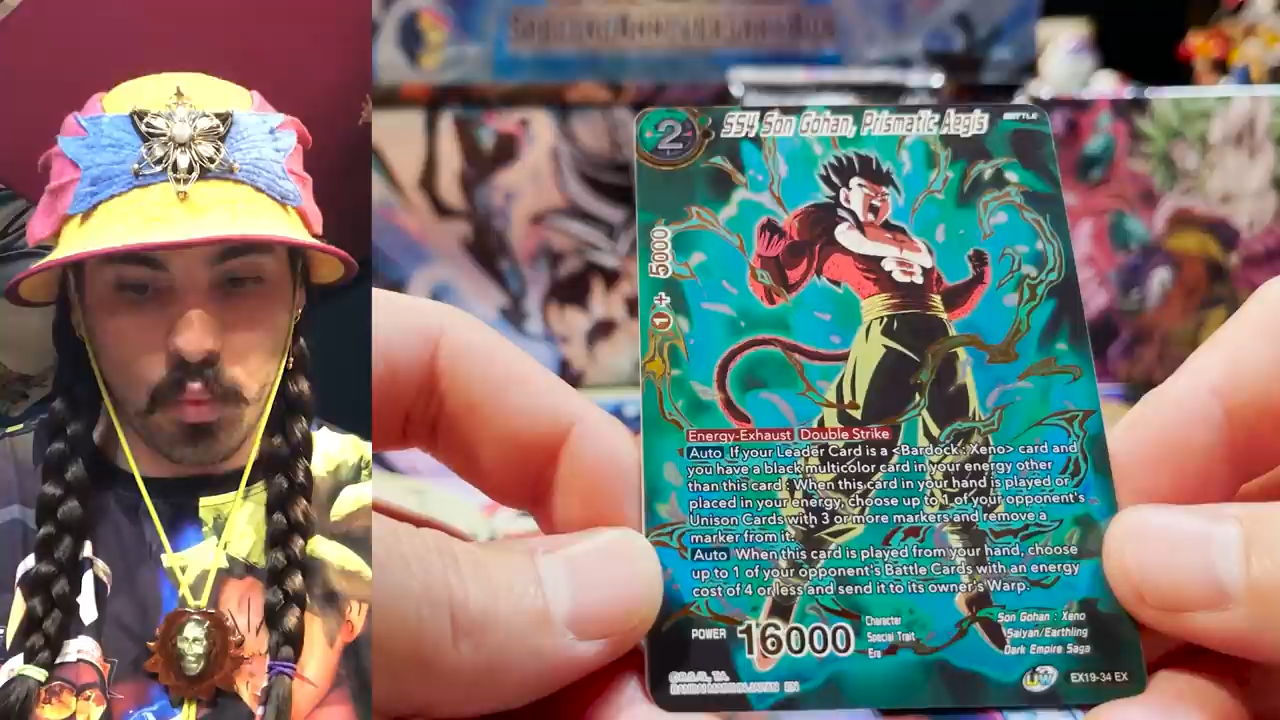 2
SS4 Son Gohan, Prismatic Aegis
BATTLE
1 + 5000
Energy-Exhaust Double Strike
Auto If your Leader Card is a <Bardock : Xeno> card and
you have a black multicolor card in your energy other
than this card : When this card in your hand is played or
placed in your energy, choose up to 1 of your opponent's
Unison Cards with 3 or more markers and remove a
marker from it.
Auto When this card is played from your hand, choose
up to 1 of your opponent's Battle Cards with an energy
cost of 4 or less and send it to its owner's Warp.
POWER 16000
Character Son Gohan : Xeno
Special Trait Saiyan/Earthling
Era Dark Empire Saga
BANDAI MADE IN JAPAN EN
UW
EX19-34 EX